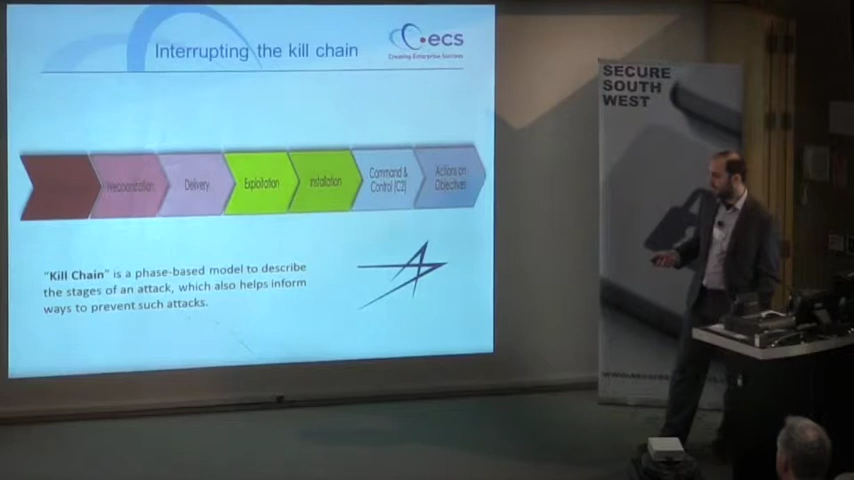 Interrupting the kill chain
ecs
Creating Enterprise Success
SECURE
SOUTH
WEST
Weaponization
Delivery
Exploitation
Installation
Command &
Control (C2)
Actions on
Objectives
“Kill Chain” is a phase-based model to describe
the stages of an attack, which also helps inform
ways to prevent such attacks.